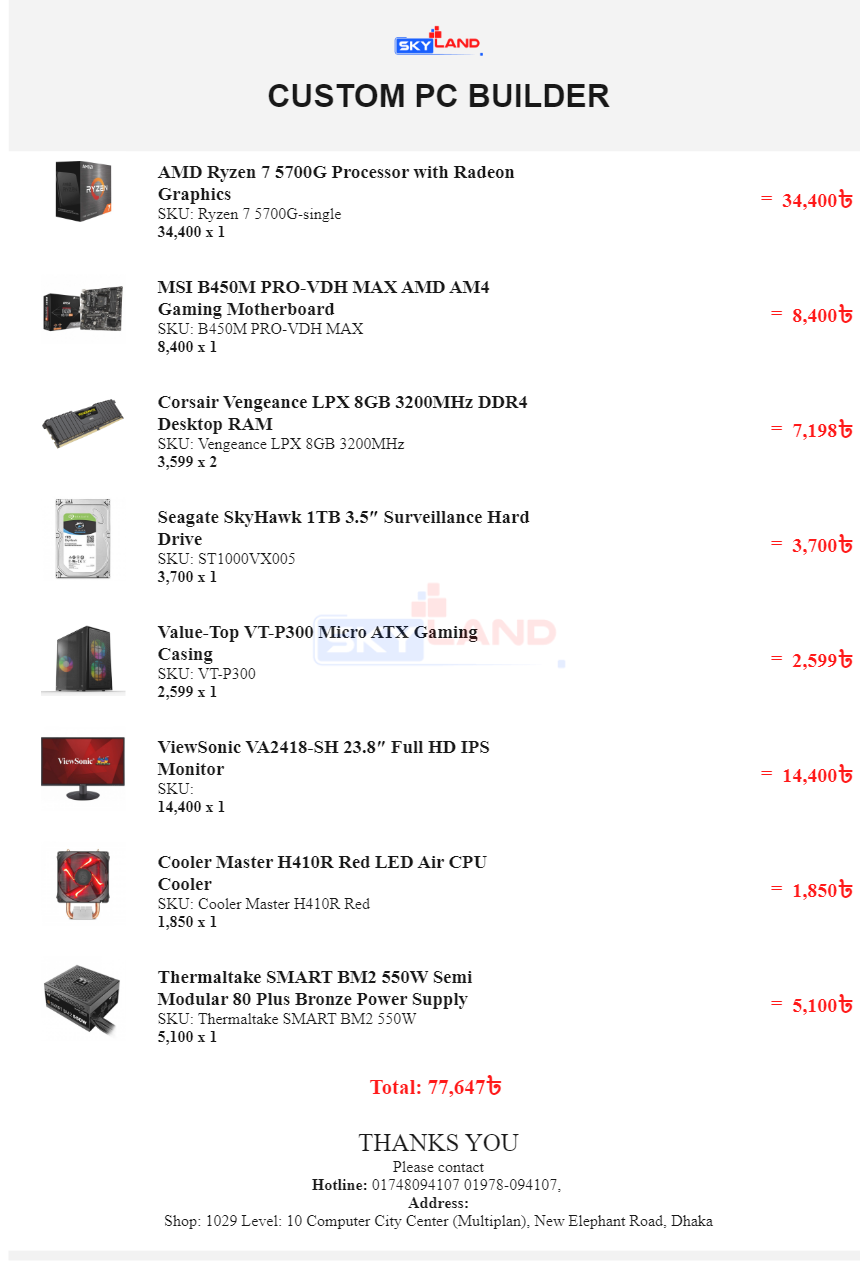 SKYLAND
CUSTOM PC BUILDER
AMD Ryzen 7 5700G Processor with Radeon
Graphics
SKU: Ryzen 7 5700G-single
34,400 x 1
= 34,400৳
RYZEN
MSI B450M PRO-VDH MAX AMD AM4
Gaming Motherboard
SKU: B450M PRO-VDH MAX
8,400 x 1
= 8,400৳
Corsair Vengeance LPX 8GB 3200MHz DDR4
Desktop RAM
SKU: Vengeance LPX 8GB 3200MHz
3,599 x 2
= 7,198৳
Seagate SkyHawk 1TB 3.5″ Surveillance Hard
Drive
SKU: ST1000VX005
3,700 x 1
= 3,700৳
SKYLAND
Value-Top VT-P300 Micro ATX Gaming
Casing
SKU: VT-P300
2,599 x 1
= 2,599৳
ViewSonic
ViewSonic VA2418-SH 23.8″ Full HD IPS
Monitor
SKU:
14,400 x 1
= 14,400৳
Cooler Master H410R Red LED Air CPU
Cooler
SKU: Cooler Master H410R Red
1,850 x 1
= 1,850৳
Thermaltake SMART BM2 550W Semi
Modular 80 Plus Bronze Power Supply
SKU: Thermaltake SMART BM2 550W
5,100 x 1
= 5,100৳
Total: 77,647৳
THANKS YOU
Please contact
Hotline: 01748094107 01978-094107,
Address:
Shop: 1029 Level: 10 Computer City Center (Multiplan), New Elephant Road, Dhaka